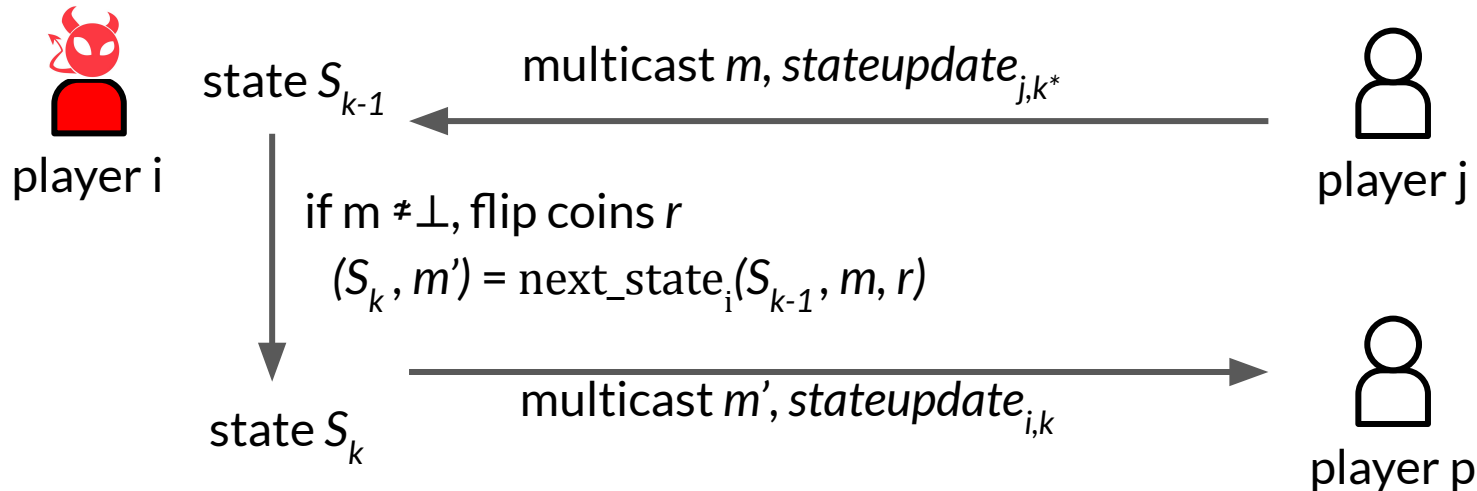 state S_{k-1}
multicast m, stateupdate_{j,k*}
player i
player j
if m ≠ ⊥, flip coins r
(S_k, m’) = next_state_i(S_{k-1}, m, r)
multicast m’, stateupdate_{i,k}
state S_k
player p